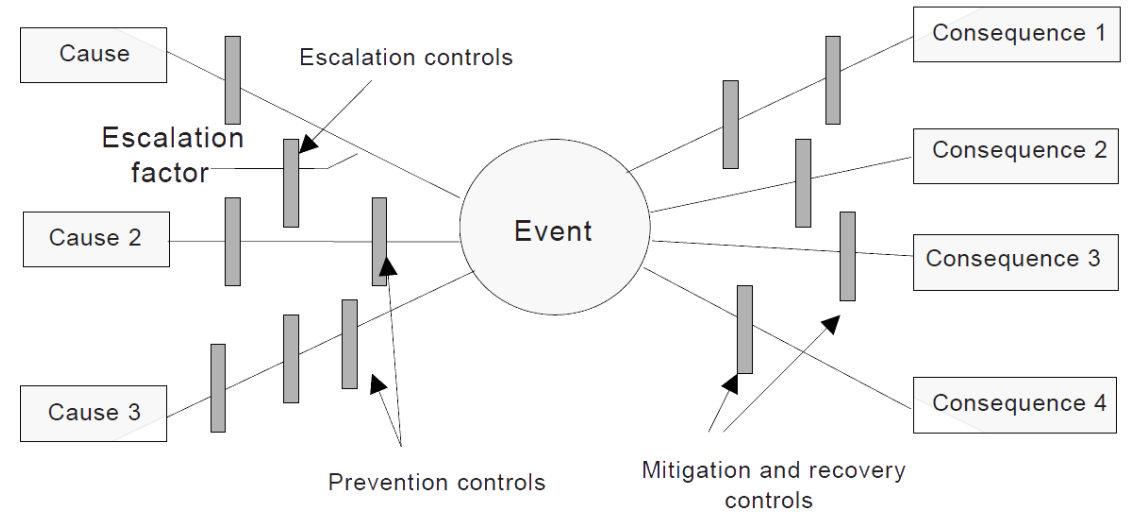 Cause
Escalation controls
Consequence 1
Escalation
factor
Consequence 2
Cause 2
Event
Consequence 3
Cause 3
Consequence 4
Prevention controls
Mitigation and recovery
controls